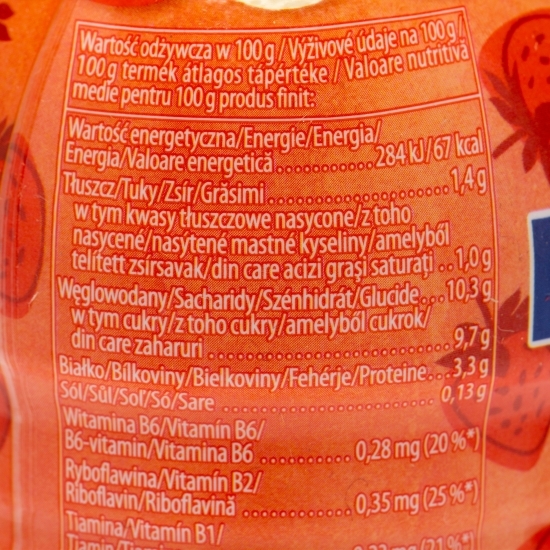 Wartość odżywcza w 100 g / Výživové údaje na 100 g /
100 g termék átlagos tápértéke / Valoare nutritivă
medie pentru 100 g produs finit:
Wartość energetyczna/Energie/Energia/
Energia/Valoare energetică ............ 284 kJ/67 kcal
Tłuszcz/Tuky/Zsír/Grăsimi ........................ 1,4 g
w tym kwasy tłuszczowe nasycone/z toho
nasycené/nasýtené mastné kyseliny/amelyből
telített zsírsavak/din care acizi grași saturați .. 1,0 g
Węglowodany/Sacharidy/Szénhidrát/Glucide... 10,3 g
w tym cukry/z toho cukry/amelyből cukrok/
din care zaharuri ................................ 9,7 g
Białko/Bílkoviny/Bielkoviny/Fehérje/Proteine... 3,3 g
Sól/Sůl/Soľ/Só/Sare ............................. 0,13 g
Witamina B6/Vitamín B6/
B6-vitamin/Vitamina B6 ............ 0,28 mg (20 %*)
Ryboflawina/Vitamín B2/
Riboflavin/Riboflavină ............... 0,35 mg (25 %*)
Tiamina/Vitamín B1/